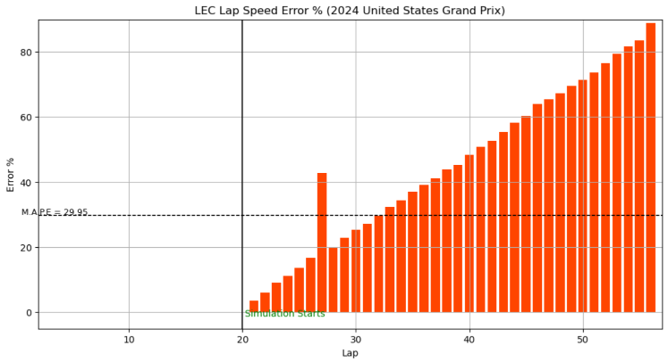 LEC Lap Speed Error % (2024 United States Grand Prix)
80
60
Error %
40
M.A.P.E = 29.95
20
0
Simulation Starts
10 20 30 40 50
Lap